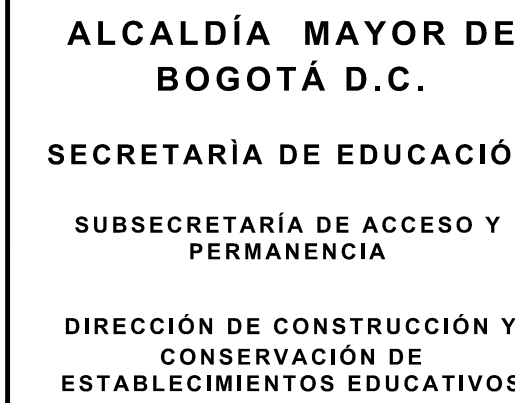 ALCALDÍA MAYOR DE
BOGOTÁ D.C.
SECRETARÌA DE EDUCACIÓ
SUBSECRETARÍA DE ACCESO Y
PERMANENCIA
DIRECCIÓN DE CONSTRUCCIÓN Y
CONSERVACIÓN DE
ESTABLECIMIENTOS EDUCATIVOS